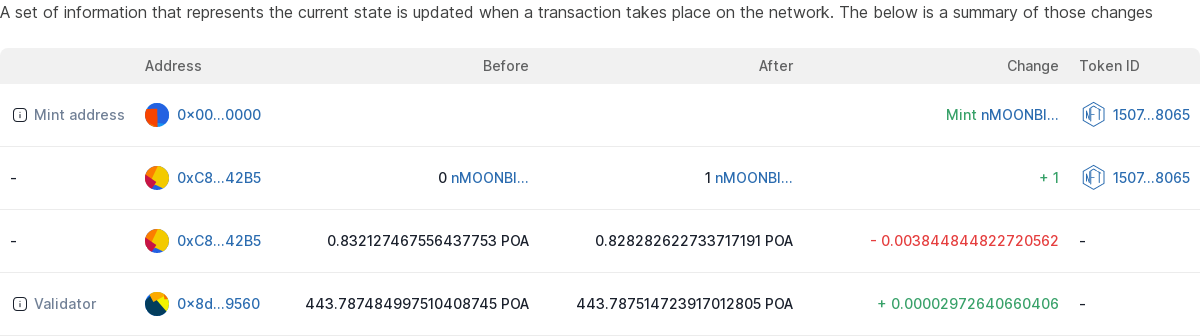 A set of information that represents the current state is updated when a transaction takes place on the network. The below is a summary of those changes
Address Before After Change Token ID
Mint address 0x00...0000 Mint nMOONBI... NFT 1507...8065
- 0xC8...42B5 0 nMOONBI... 1 nMOONBI... + 1 NFT 1507...8065
- 0xC8...42B5 0.832127467556437753 POA 0.828282622733717191 POA - 0.003844844822720562 -
Validator 0x8d...9560 443.787484997510408745 POA 443.787514723917012805 POA + 0.00002972640660406 -